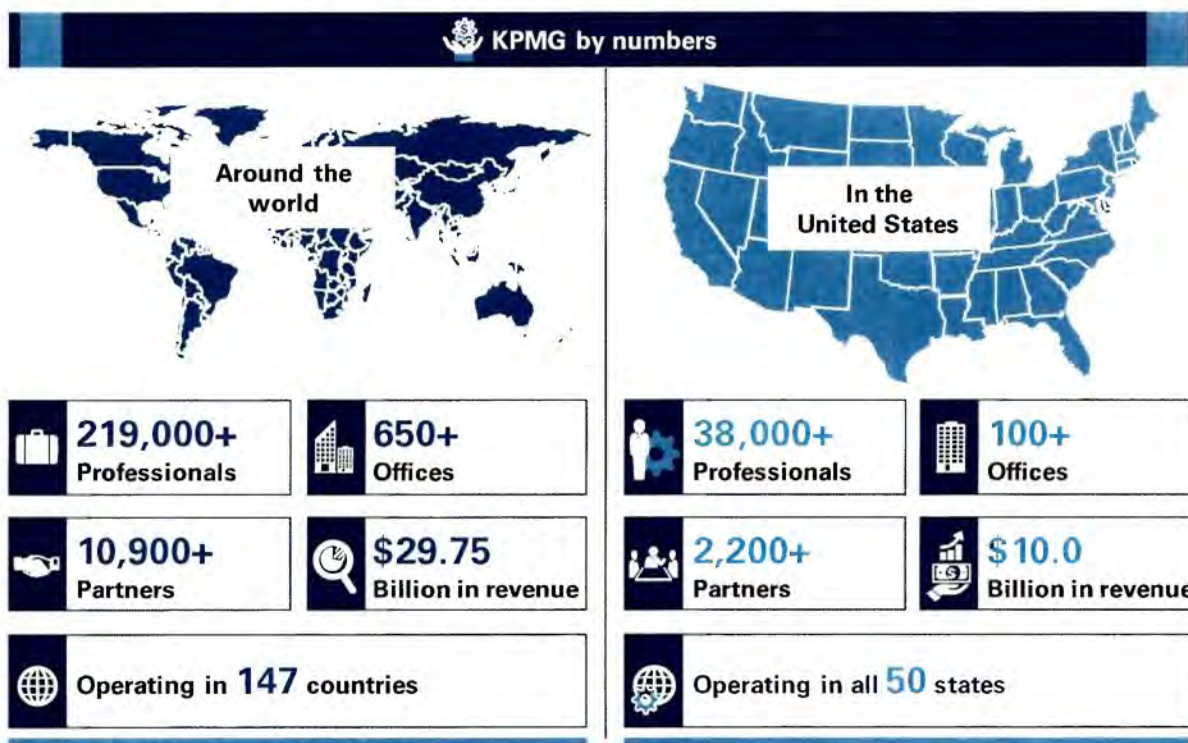 KPMG by numbers
Around the
world
219,000+
Professionals
650+
Offices
10,900+
Partners
$29.75
Billion in revenue
Operating in 147 countries
In the
United States
38,000+
Professionals
100+
Offices
2,200+
Partners
$10.0
Billion in revenue
Operating in all 50 states